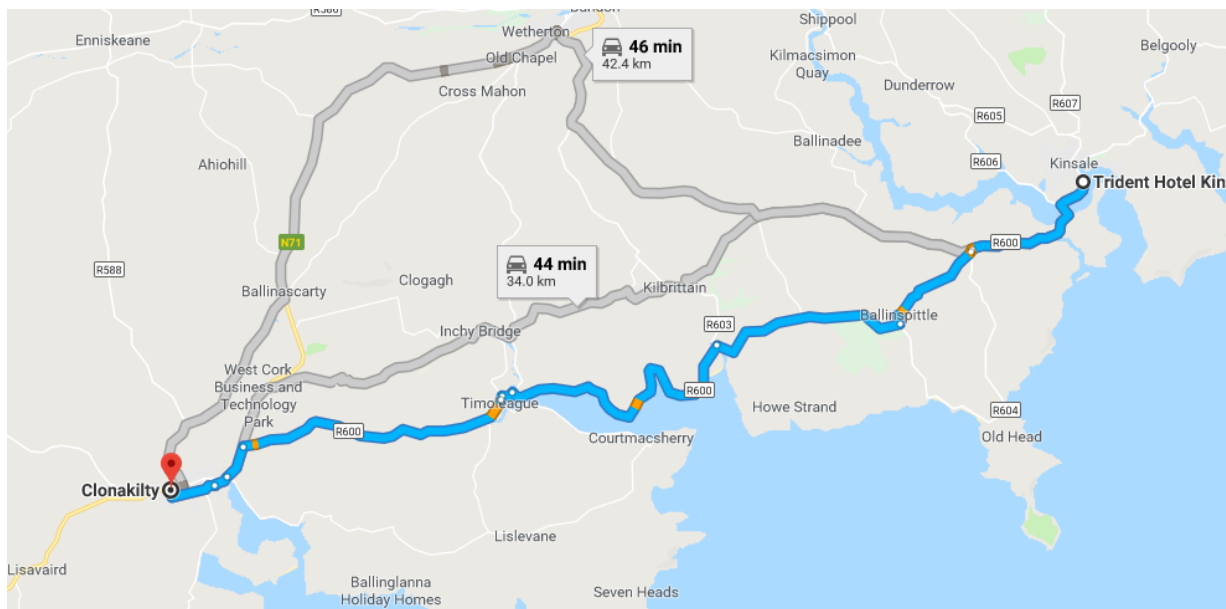 R586
Bandon
Shippool
Enniskeane
Wetherton
Old Chapel
46 min
42.4 km
Kilmacsimon
Quay
Belgooly
Cross Mahon
Dunderrow
R607
R605
Ballinadee
Ahiohill
R606
Kinsale
Trident Hotel Kin
N71
R600
44 min
34.0 km
R588
Clogagh
Ballinascarty
Kilbrittain
Ballinspittle
R603
Inchy Bridge
West Cork
Business and
Technology
Park
R600
Timoleague
Howe Strand
R604
R600
Courtmacsherry
Old Head
Clonakilty
Lislevane
Lisavaird
Ballinglanna
Holiday Homes
Seven Heads